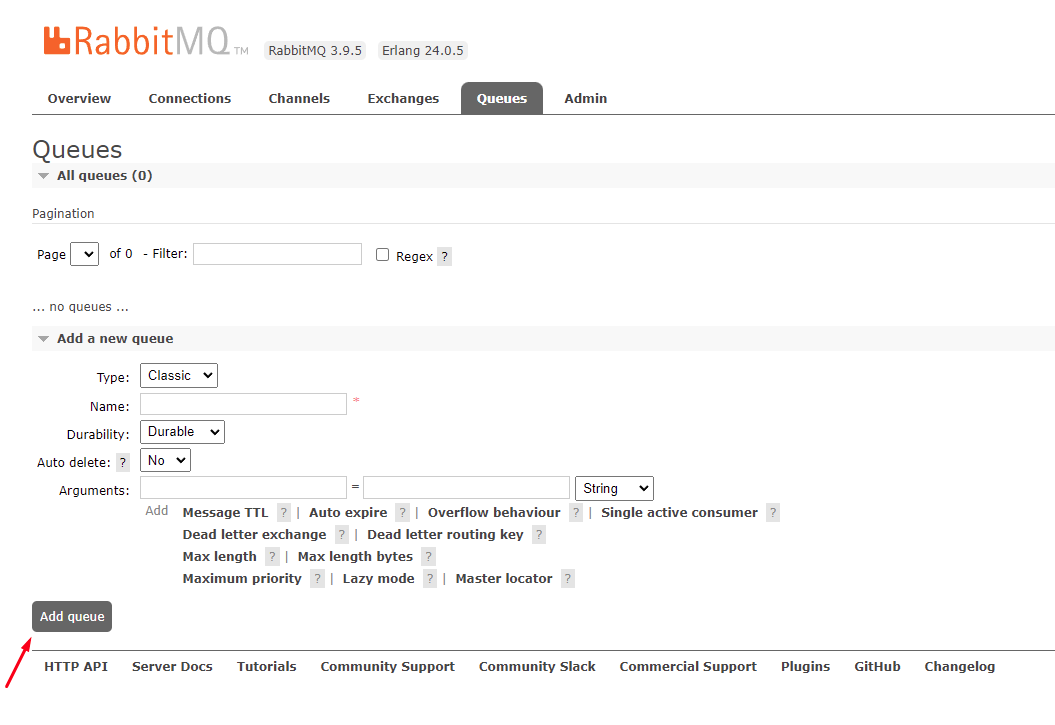 RabbitMQ TM RabbitMQ 3.9.5 Erlang 24.0.5
Overview Connections Channels Exchanges Queues Admin
Queues
All queues (0)
Pagination
Page of 0 - Filter: Regex ?
... no queues ...
Add a new queue
Type: Classic
Name: *
Durability: Durable
Auto delete: ? No
Arguments: = String
Add Message TTL ? | Auto expire ? | Overflow behaviour ? | Single active consumer ?
Dead letter exchange ? | Dead letter routing key ?
Max length ? | Max length bytes ?
Maximum priority ? | Lazy mode ? | Master locator ?
Add queue
HTTP API Server Docs Tutorials Community Support Community Slack Commercial Support Plugins GitHub Changelog